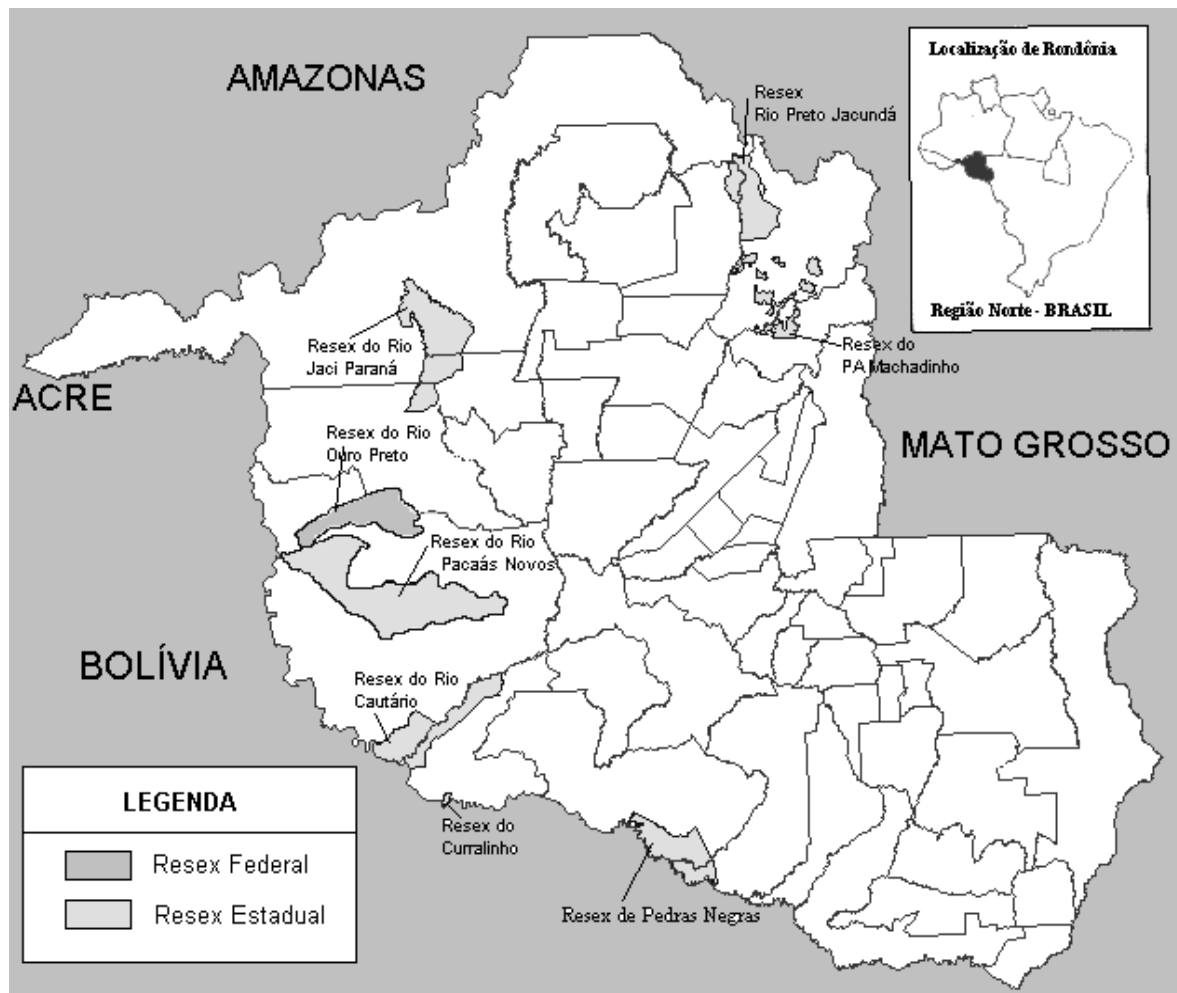 AMAZONAS
Resex
Rio Preto Jacundá
Localização de Rondônia
Região Norte - BRASIL
Resex do Rio
Jaci Paraná
Resex do
PA Machadinho
ACRE
Resex do Rio
Ouro Preto
MATO GROSSO
Resex do Rio
Pacaás Novos
BOLÍVIA
Resex do Rio
Cautário
LEGENDA
Resex Federal
Resex Estadual
Resex do
Curralinho
Resex de Pedras Negras